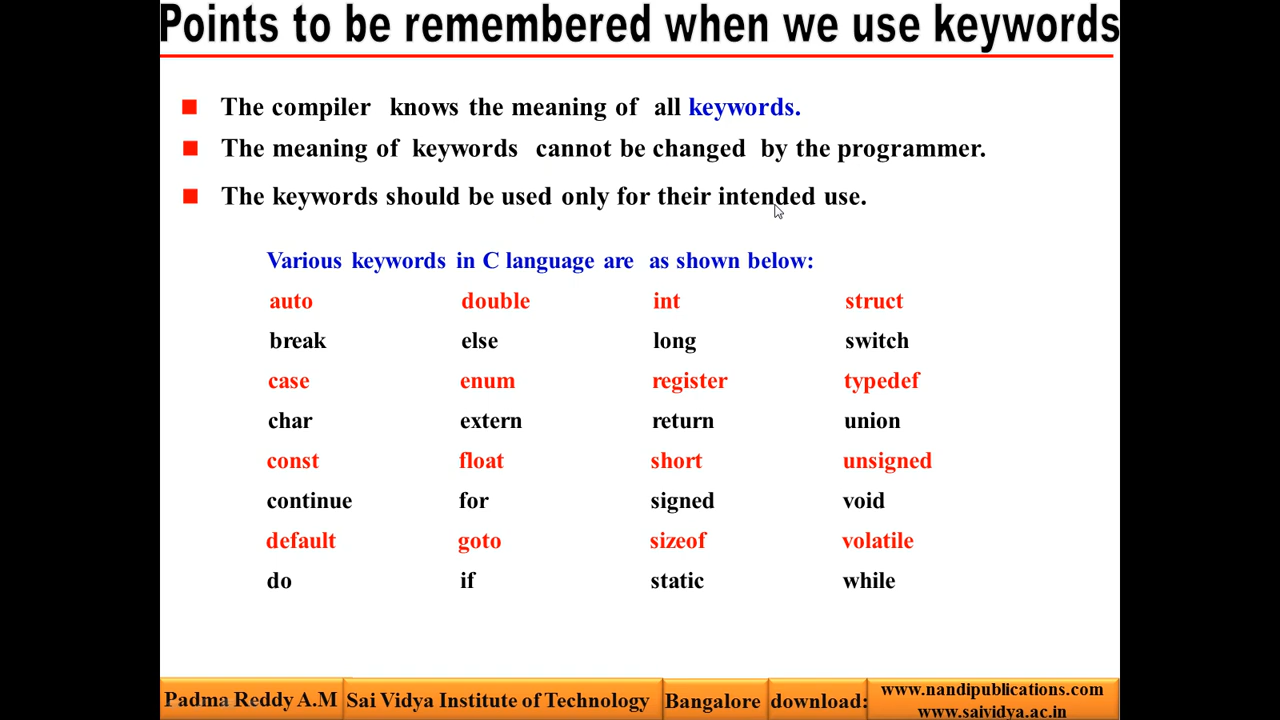 Points to be remembered when we use keywords
The compiler knows the meaning of all keywords.
The meaning of keywords cannot be changed by the programmer.
The keywords should be used only for their intended use.
Various keywords in C language are as shown below:
auto double int struct
break else long switch
case enum register typedef
char extern return union
const float short unsigned
continue for signed void
default goto sizeof volatile
do if static while
Padma Reddy A.M Sai Vidya Institute of Technology Bangalore download: www.nandipublications.com
www.saividya.ac.in